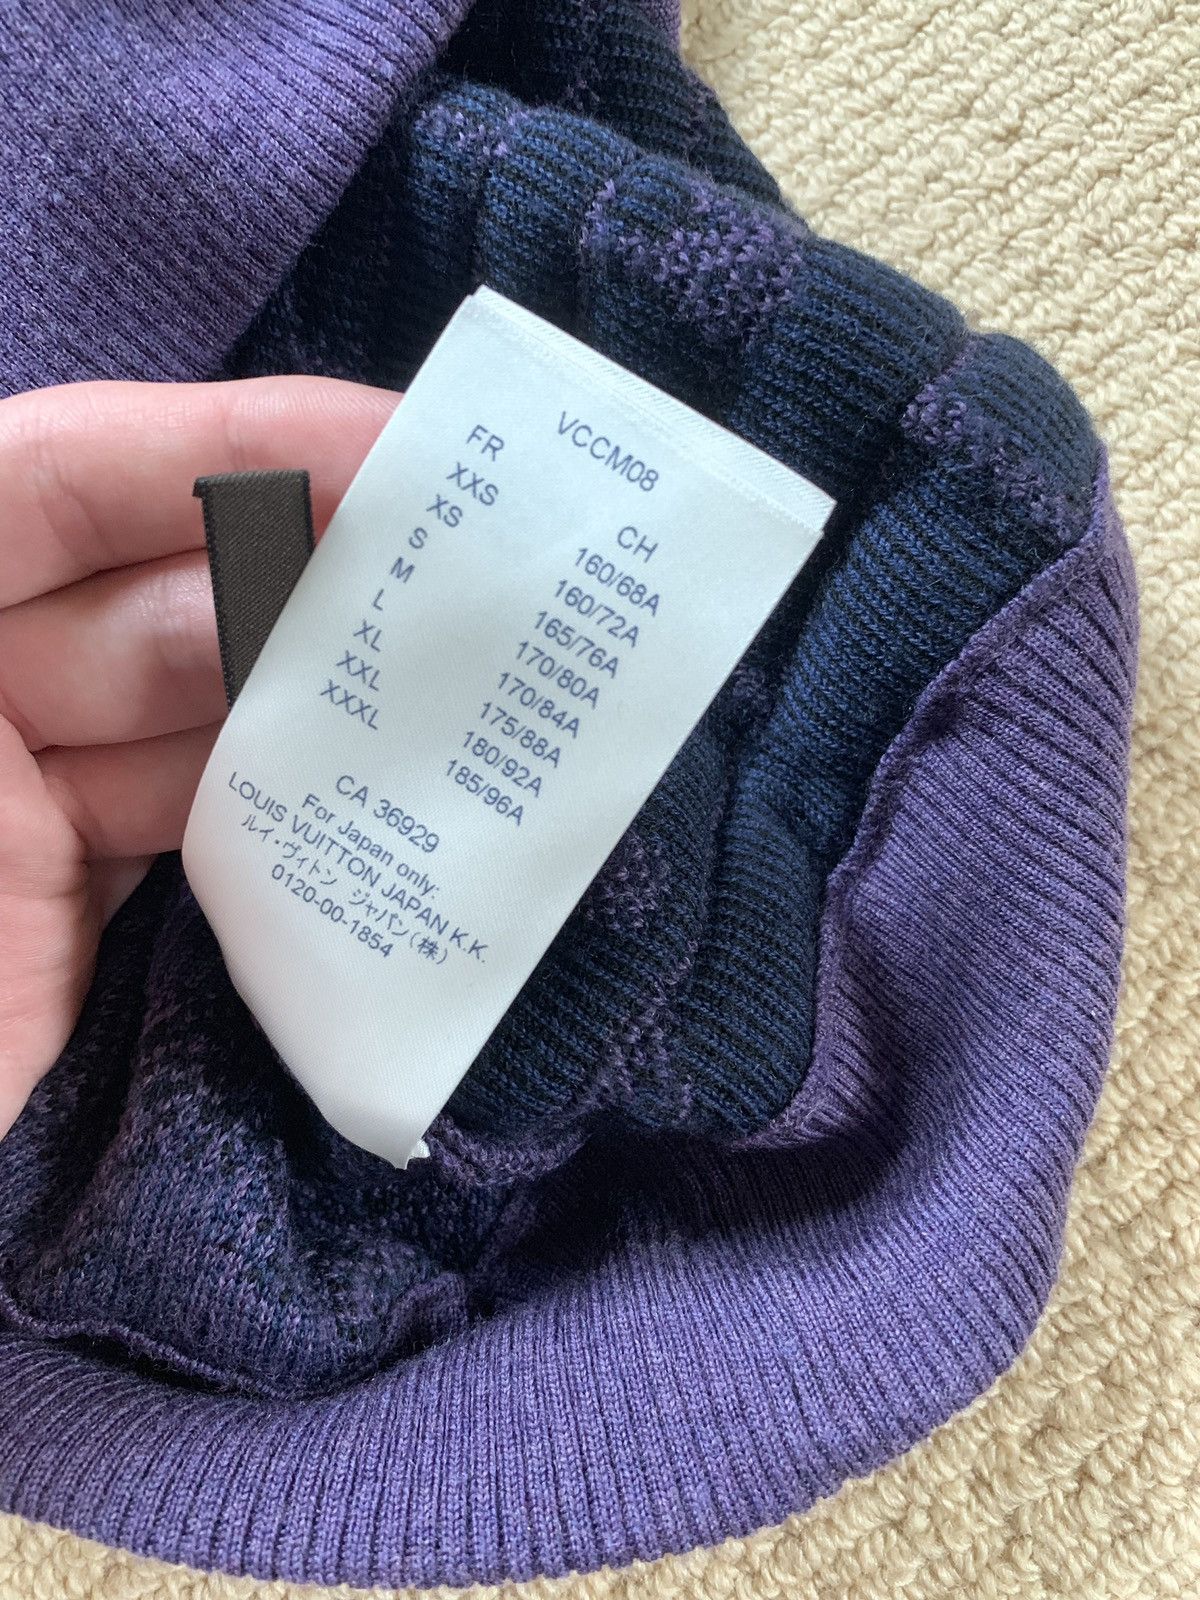 VCCM08
FR CH
XXS 160/68A
XS 160/72A
S 165/76A
M 170/80A
L 170/84A
XL 175/88A
XXL 180/92A
XXXL 185/96A
CA 36929
For Japan only:
LOUIS VUITTON JAPAN K.K.
ルイ・ヴィトン ジャパン(株)
0120-00-1854